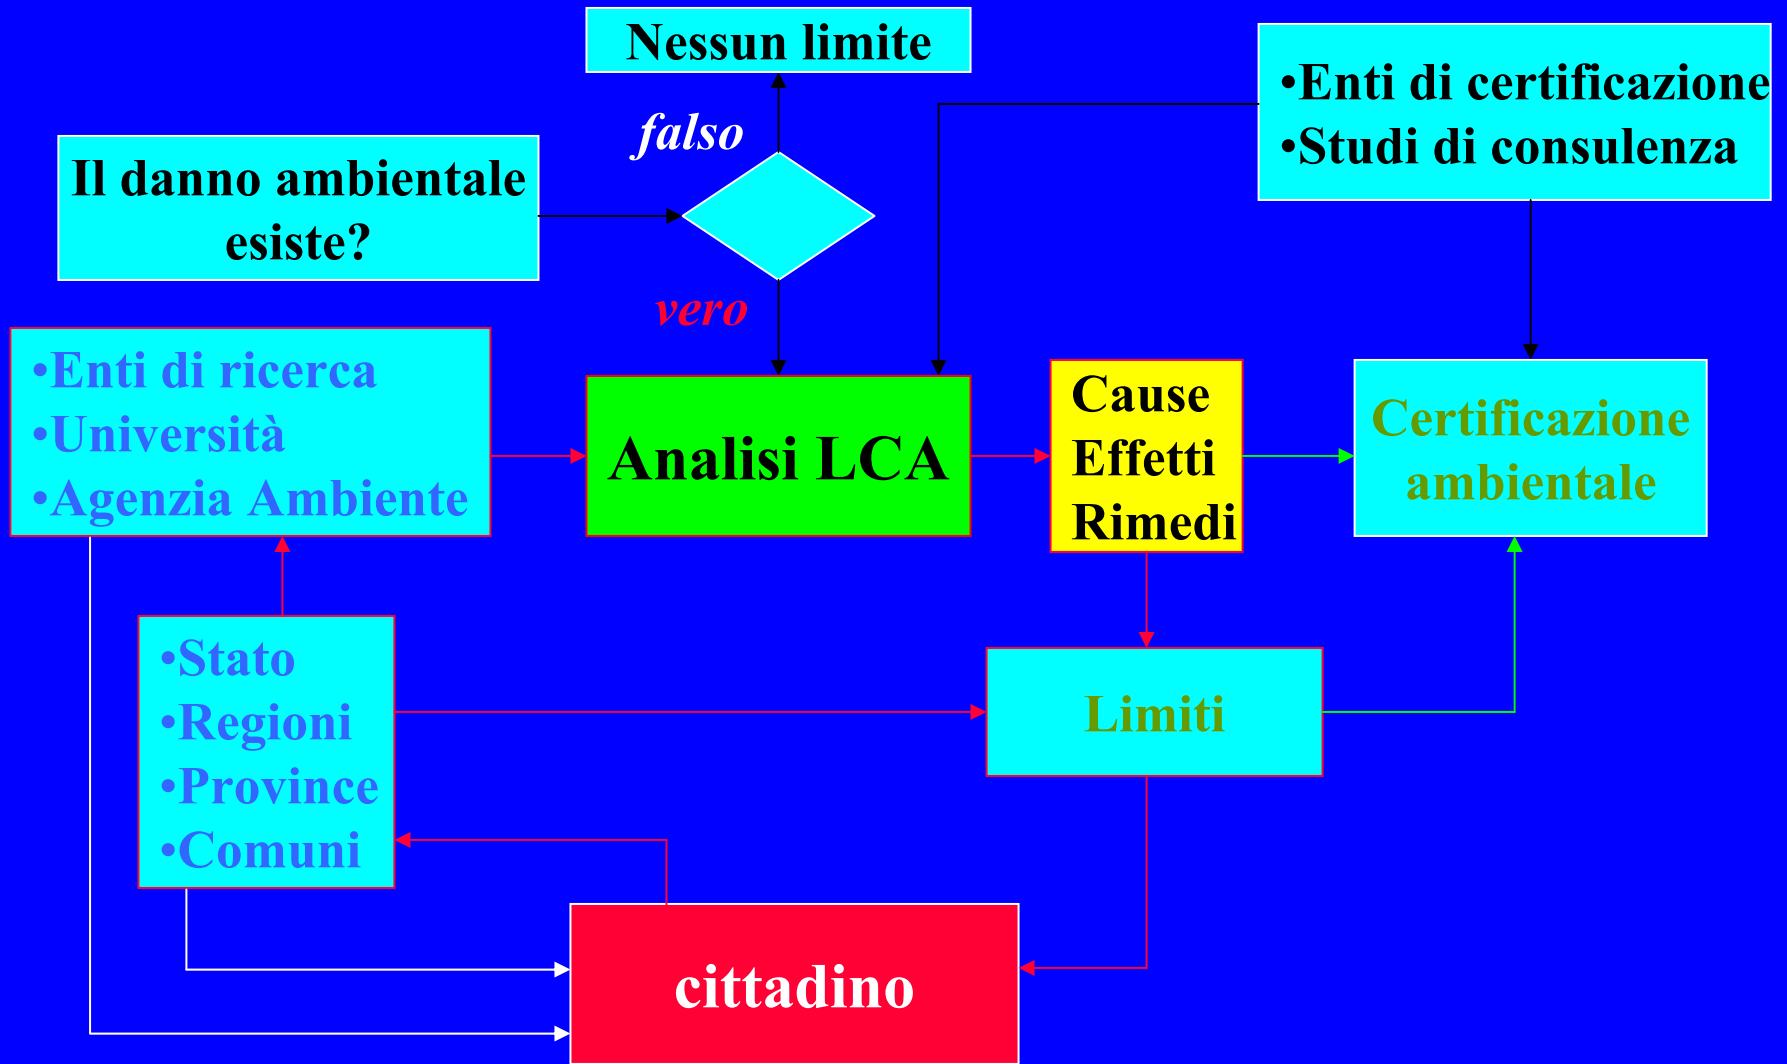 Nessun limite
•Enti di certificazione
•Studi di consulenza
falso
Il danno ambientale
esiste?
vero
•Enti di ricerca
•Università
•Agenzia Ambiente
Analisi LCA
Cause
Effetti
Rimedi
Certificazione
ambientale
•Stato
•Regioni
•Province
•Comuni
Limiti
cittadino